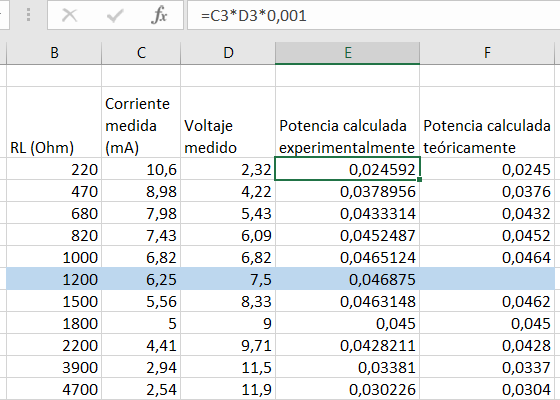 =C3*D3*0,001
B C D E F
RL (Ohm) Corriente medida (mA) Voltaje medido Potencia calculada experimentalmente Potencia calculada teóricamente
220 10,6 2,32 0,024592 0,0245
470 8,98 4,22 0,0378956 0,0376
680 7,98 5,43 0,0433314 0,0432
820 7,43 6,09 0,0452487 0,0452
1000 6,82 6,82 0,0465124 0,0464
1200 6,25 7,5 0,046875
1500 5,56 8,33 0,0463148 0,0462
1800 5 9 0,045 0,045
2200 4,41 9,71 0,0428211 0,0428
3900 2,94 11,5 0,03381 0,0337
4700 2,54 11,9 0,030226 0,0304